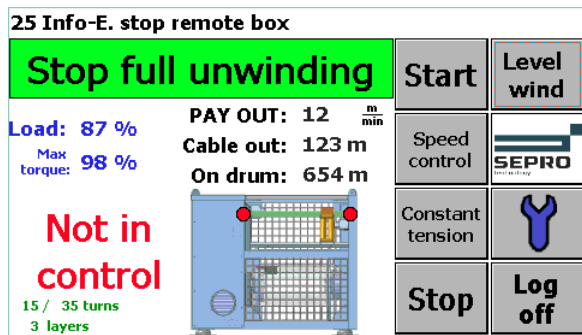 25 Info-E. stop remote box
Stop full unwinding
Start
Level
wind
Load: 87 %
Max
torque: 98 %
PAY OUT: 12 m/min
Cable out: 123 m
On drum: 654 m
Speed
control
SEPRO
technology
Not in
control
Constant
tension
15 / 35 turns
3 layers
Stop
Log
off